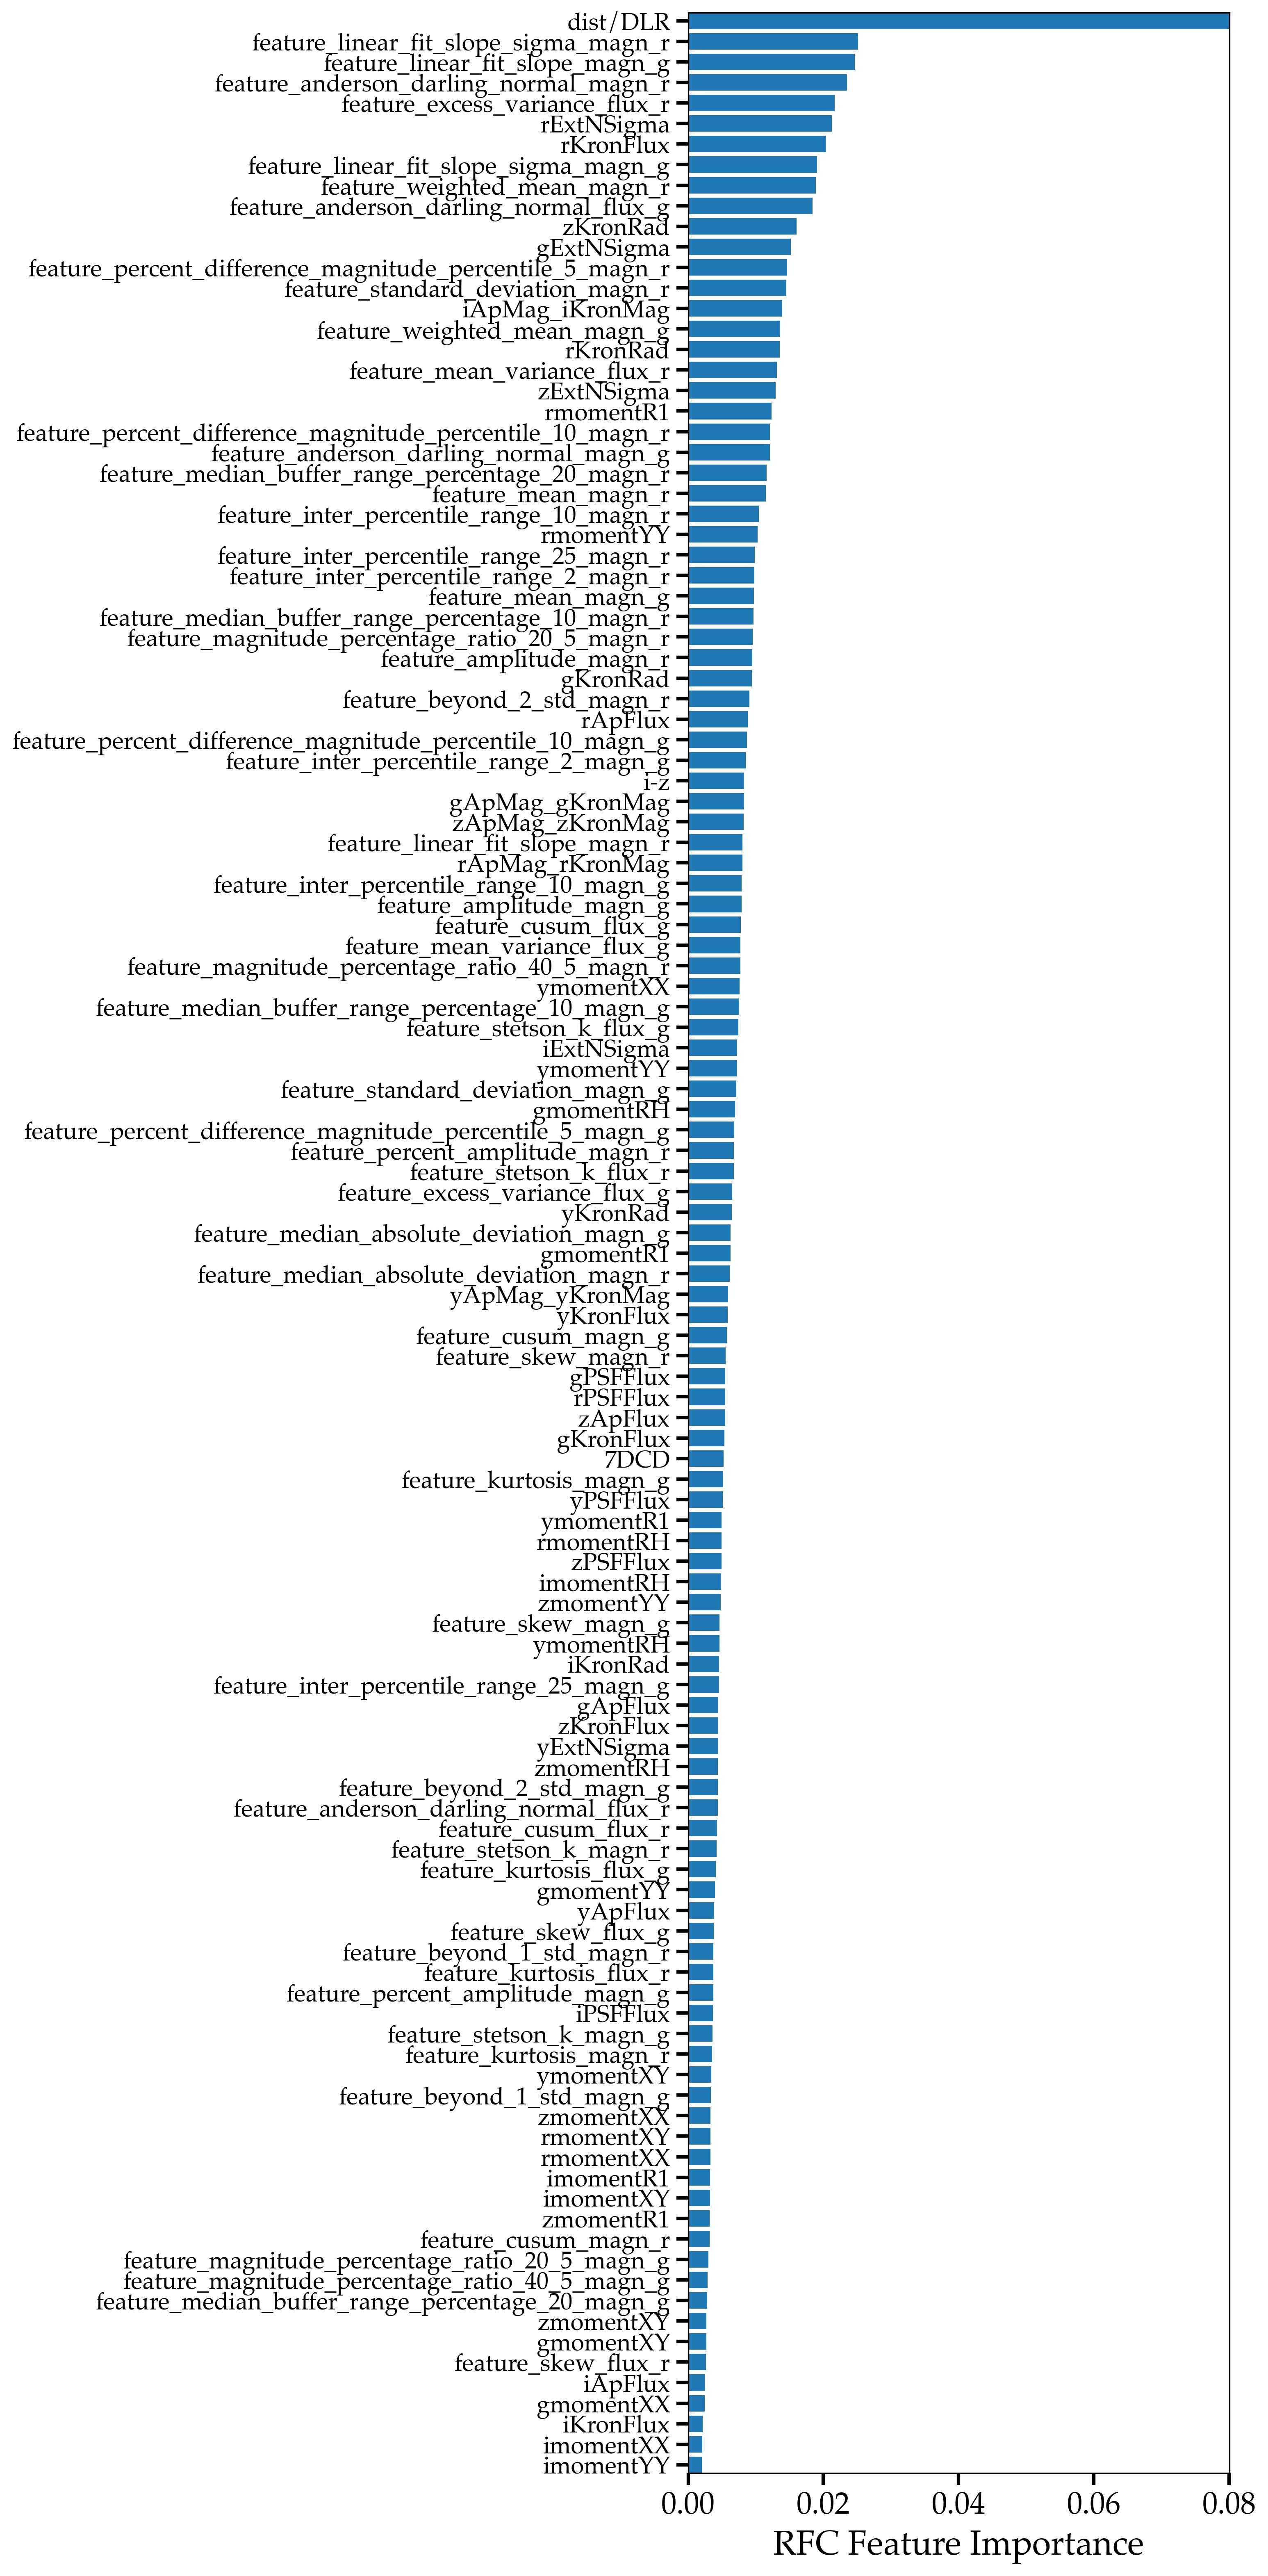 dist/DLR
feature_linear_fit_slope_sigma_magn_r
feature_linear_fit_slope_magn_g
feature_anderson_darling_normal_magn_r
feature_excess_variance_flux_r
rExtNSigma
rKronFlux
feature_linear_fit_slope_sigma_magn_g
feature_weighted_mean_magn_r
feature_anderson_darling_normal_flux_g
zKronRad
gExtNSigma
feature_percent_difference_magnitude_percentile_5_magn_r
feature_standard_deviation_magn_r
iApMag_iKronMag
feature_weighted_mean_magn_g
rKronRad
feature_mean_variance_flux_r
zExtNSigma
rmomentR1
feature_percent_difference_magnitude_percentile_10_magn_r
feature_anderson_darling_normal_magn_g
feature_median_buffer_range_percentage_20_magn_r
feature_mean_magn_r
feature_inter_percentile_range_10_magn_r
rmomentYY
feature_inter_percentile_range_25_magn_r
feature_inter_percentile_range_2_magn_r
feature_mean_magn_g
feature_median_buffer_range_percentage_10_magn_r
feature_magnitude_percentage_ratio_20_5_magn_r
feature_amplitude_magn_r
gKronRad
feature_beyond_2_std_magn_r
rApFlux
feature_percent_difference_magnitude_percentile_10_magn_g
feature_inter_percentile_range_2_magn_g
i-z
gApMag_gKronMag
zApMag_zKronMag
feature_linear_fit_slope_magn_r
rApMag_rKronMag
feature_inter_percentile_range_10_magn_g
feature_amplitude_magn_g
feature_cusum_flux_g
feature_mean_variance_flux_g
feature_magnitude_percentage_ratio_40_5_magn_r
ymomentXX
feature_median_buffer_range_percentage_10_magn_g
feature_stetson_k_flux_g
iExtNSigma
ymomentYY
feature_standard_deviation_magn_g
gmomentRH
feature_percent_difference_magnitude_percentile_5_magn_g
feature_percent_amplitude_magn_r
feature_stetson_k_flux_r
feature_excess_variance_flux_g
yKronRad
feature_median_absolute_deviation_magn_g
gmomentR1
feature_median_absolute_deviation_magn_r
yApMag_yKronMag
yKronFlux
feature_cusum_magn_g
feature_skew_magn_r
gPSFFlux
rPSFFlux
zApFlux
gKronFlux
7DCD
feature_kurtosis_magn_g
yPSFFlux
ymomentR1
rmomentRH
zPSFFlux
imomentRH
zmomentYY
feature_skew_magn_g
ymomentRH
iKronRad
feature_inter_percentile_range_25_magn_g
gApFlux
zKronFlux
yExtNSigma
zmomentRH
feature_beyond_2_std_magn_g
feature_anderson_darling_normal_flux_r
feature_cusum_flux_r
feature_stetson_k_magn_r
feature_kurtosis_flux_g
gmomentYY
yApFlux
feature_skew_flux_g
feature_beyond_1_std_magn_r
feature_kurtosis_flux_r
feature_percent_amplitude_magn_g
iPSFFlux
feature_stetson_k_magn_g
feature_kurtosis_magn_r
ymomentXY
feature_beyond_1_std_magn_g
zmomentXX
rmomentXY
rmomentXX
imomentR1
imomentXY
zmomentR1
feature_cusum_magn_r
feature_magnitude_percentage_ratio_20_5_magn_g
feature_magnitude_percentage_ratio_40_5_magn_g
feature_median_buffer_range_percentage_20_magn_g
zmomentXY
gmomentXY
feature_skew_flux_r
iApFlux
gmomentXX
iKronFlux
imomentXX
imomentYY
0.00 0.02 0.04 0.06 0.08
RFC Feature Importance